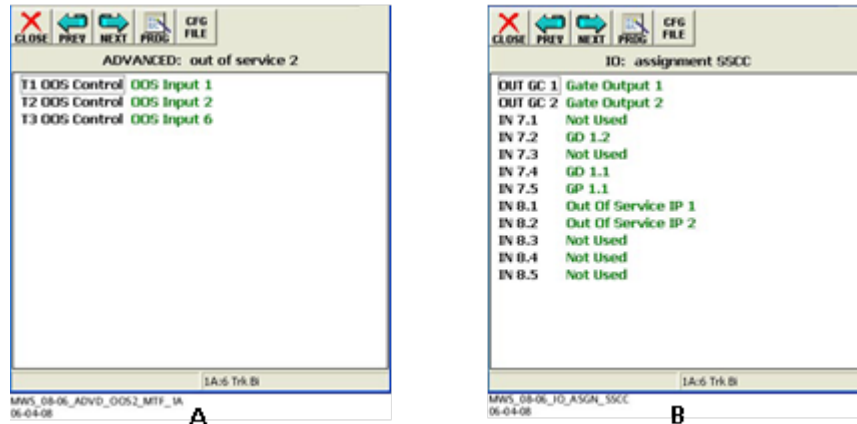 CLOSE PREV NEXT PROG CFG FILE
ADVANCED: out of service 2
T1 OOS Control OOS Input 1
T2 OOS Control OOS Input 2
T3 OOS Control OOS Input 6
1A:6 Trk Bi
MWS_08-06_ADVD_OOS2_MTF_1A
06-04-08
A
CLOSE PREV NEXT PROG CFG FILE
IO: assignment SSCC
OUT GC 1 Gate Output 1
OUT GC 2 Gate Output 2
IN 7.1 Not Used
IN 7.2 GD 1.2
IN 7.3 Not Used
IN 7.4 GD 1.1
IN 7.5 GP 1.1
IN 8.1 Out Of Service IP 1
IN 8.2 Out Of Service IP 2
IN 8.3 Not Used
IN 8.4 Not Used
IN 8.5 Not Used
1A:6 Trk Bi
MWS_08-06_IO_ASGN_SSCC
06-04-08
B